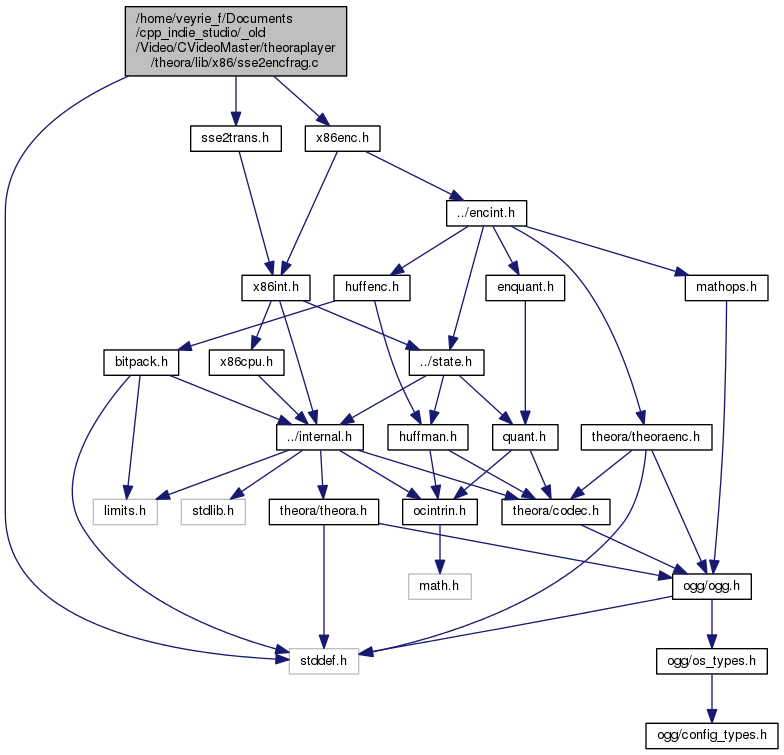 /home/veyrie_f/Documents
/cpp_indie_studio/_old
/Video/CVideoMaster/theoraplayer
/theora/lib/x86/sse2encfrag.c
sse2trans.h
x86enc.h
../encint.h
x86int.h
huffenc.h
enquant.h
mathops.h
bitpack.h
x86cpu.h
../state.h
../internal.h
huffman.h
quant.h
theora/theoraenc.h
limits.h
stdlib.h
theora/theora.h
ocintrin.h
theora/codec.h
math.h
ogg/ogg.h
stddef.h
ogg/os_types.h
ogg/config_types.h